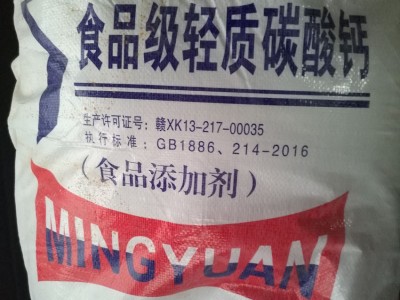 食品级轻质碳酸钙
生产许可证号：赣XK13-217-00035
执行标准：GB1886、214-2016
（食品添加剂）
MINGYUAN